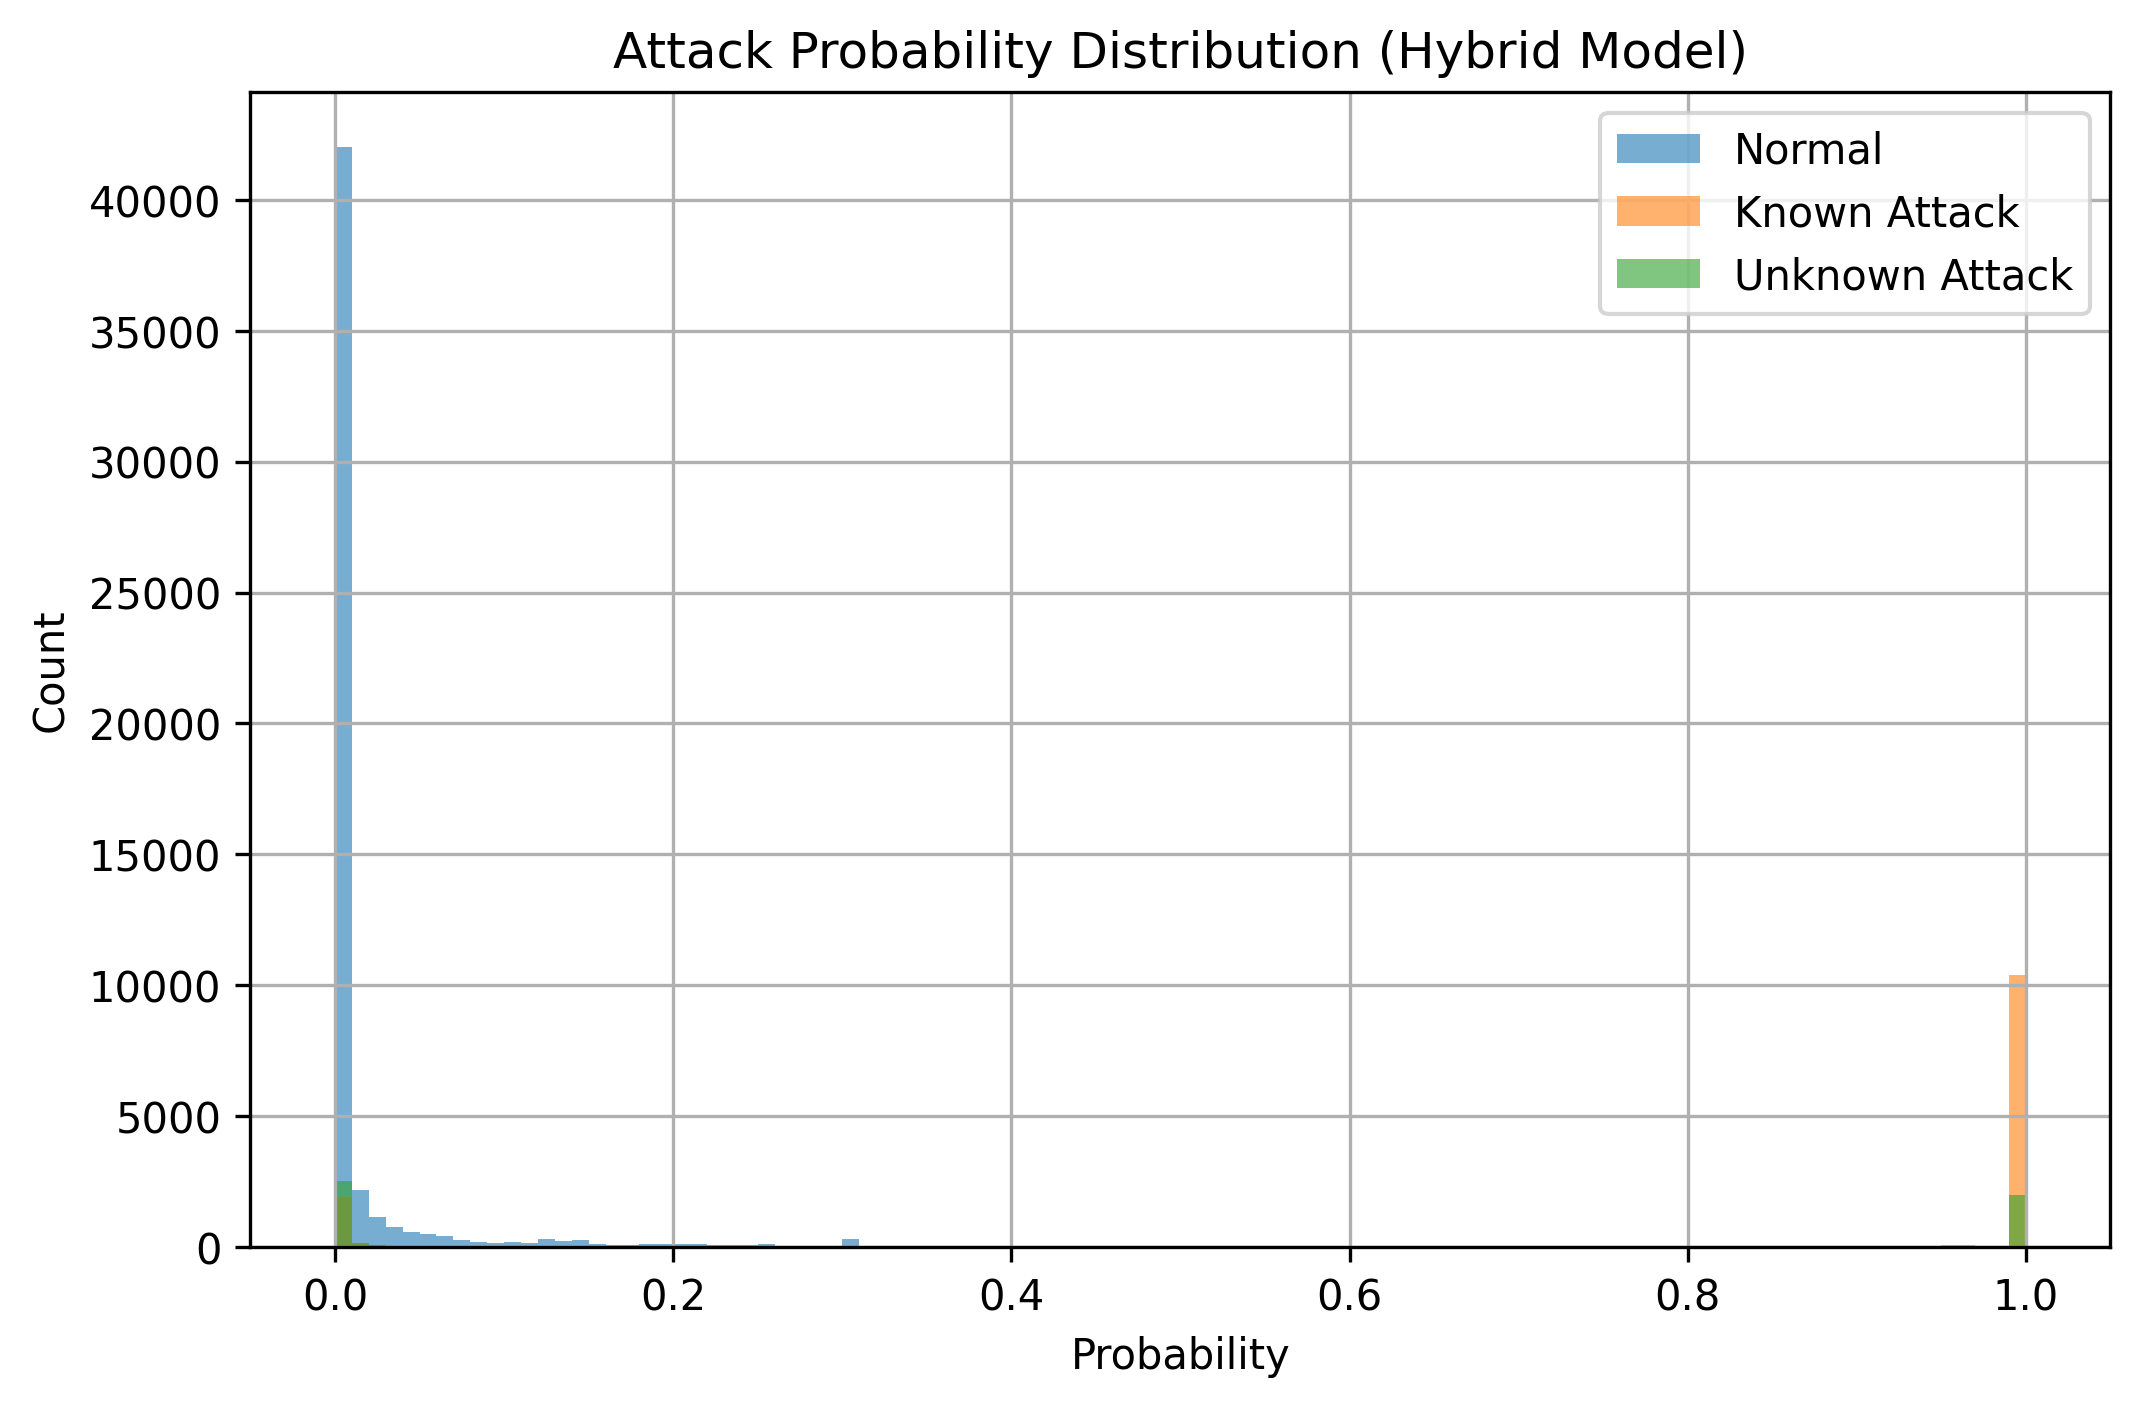 Attack Probability Distribution (Hybrid Model)
Normal
Known Attack
Unknown Attack
40000
35000
30000
25000
20000
15000
10000
5000
0
Count
0.0 0.2 0.4 0.6 0.8 1.0
Probability